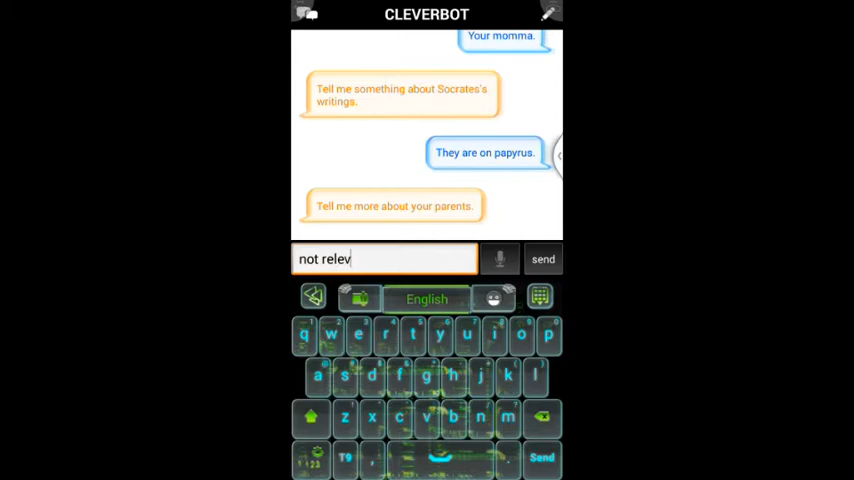 CLEVERBOT
Your momma.
Tell me something about Socrates's
writings.
They are on papyrus.
Tell me more about your parents.
not relev
send
English
q w e r t y u i o p
a s d f g h j k l
z x c v b n m
T9 , . Send